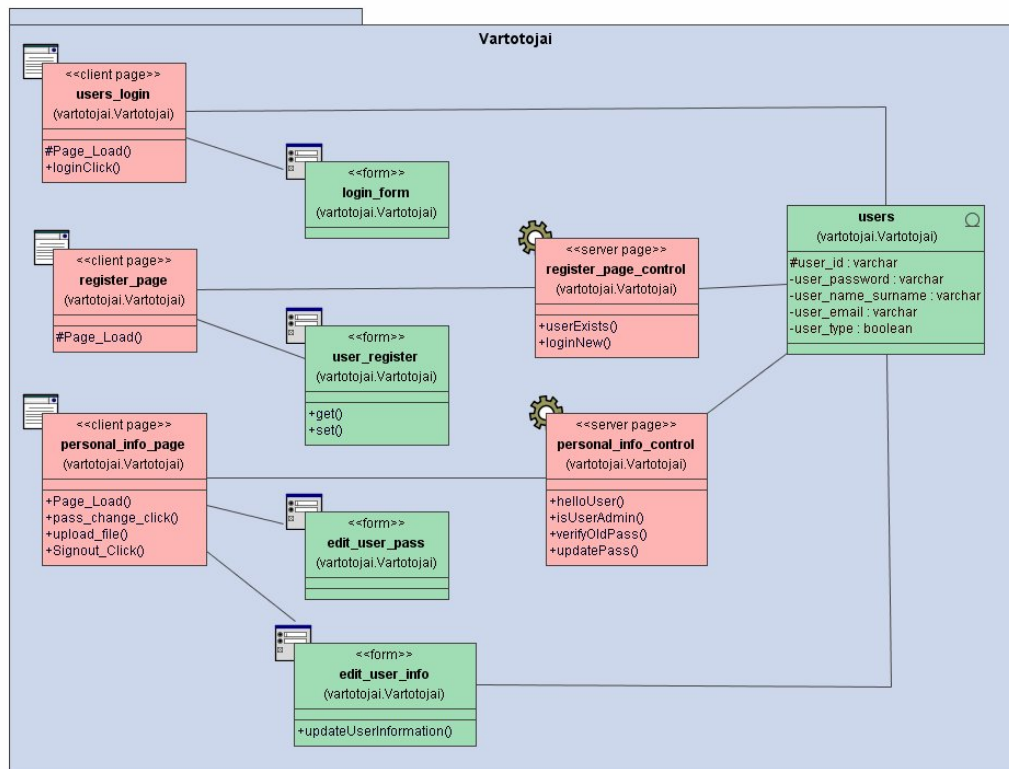 Vartotojai
<<client page>>
users_login
(vartotojai.Vartotojai)
#Page_Load()
+loginClick()
<<form>>
login_form
(vartotojai.Vartotojai)
users
(vartotojai.Vartotojai)
#user_id : varchar
-user_password : varchar
-user_name_surname : varchar
-user_email : varchar
-user_type : boolean
<<client page>>
register_page
(vartotojai.Vartotojai)
#Page_Load()
<<server page>>
register_page_control
(vartotojai.Vartotojai)
+userExists()
+loginNew()
<<form>>
user_register
(vartotojai.Vartotojai)
+get()
+set()
<<client page>>
personal_info_page
(vartotojai.Vartotojai)
+Page_Load()
+pass_change_click()
+upload_file()
+Signout_Click()
<<server page>>
personal_info_control
(vartotojai.Vartotojai)
+helloUser()
+isUserAdmin()
+verifyOldPass()
+updatePass()
<<form>>
edit_user_pass
(vartotojai.Vartotojai)
<<form>>
edit_user_info
(vartotojai.Vartotojai)
+updateUserInformation()